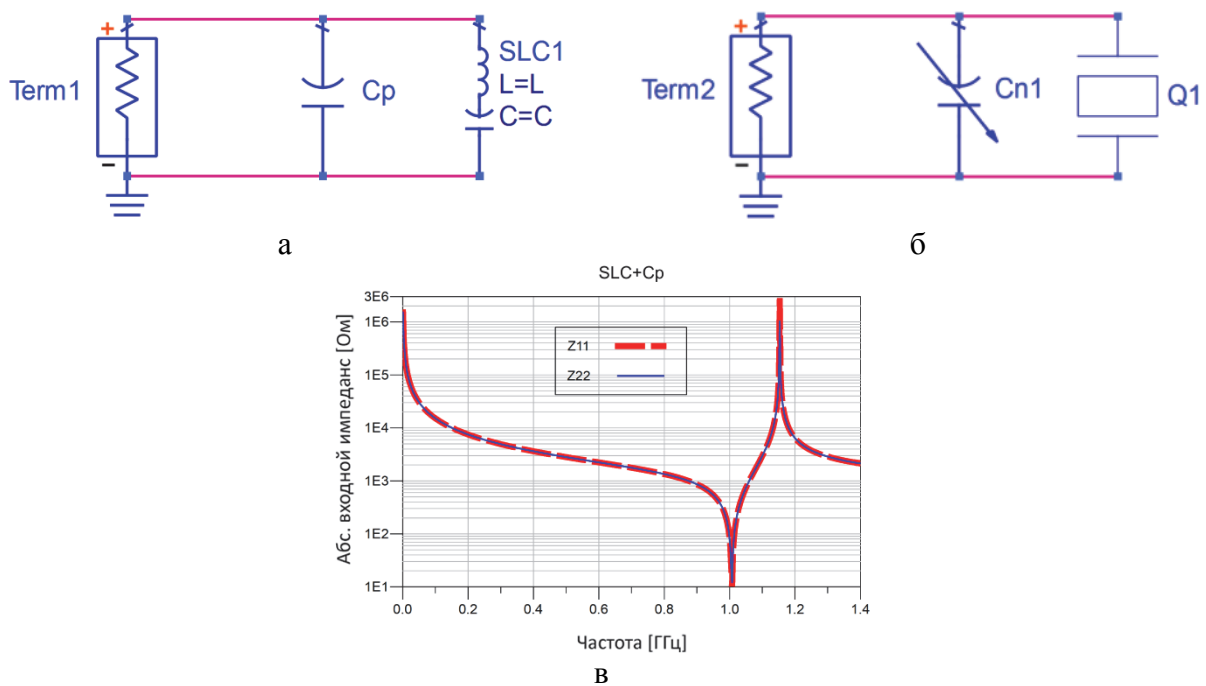 +
Term1
−
Cp
SLC1
L=L
C=C
а
+
Term2
−
Cn1
Q1
б
SLC+Cp
Абс. входной импеданс [Ом]
3E6
1E6
1E5
1E4
1E3
1E2
1E1
Z11
Z22
0.0 0.2 0.4 0.6 0.8 1.0 1.2 1.4
Частота [ГГц]
в